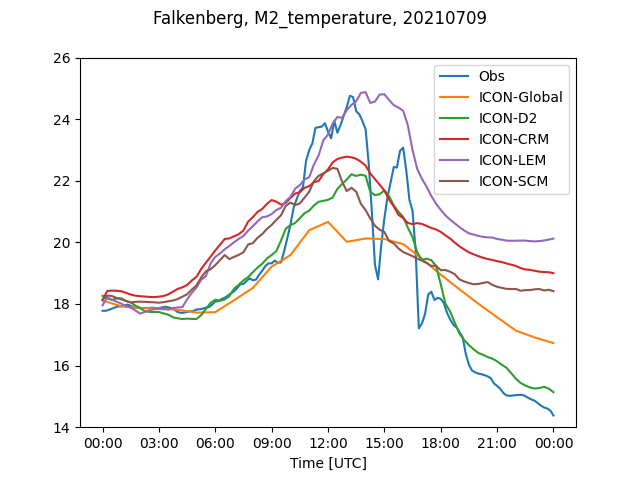 Falkenberg, M2_temperature, 20210709
26
24
22
20
18
16
14
Obs
ICON-Global
ICON-D2
ICON-CRM
ICON-LEM
ICON-SCM
00:00 03:00 06:00 09:00 12:00 15:00 18:00 21:00 00:00
Time [UTC]